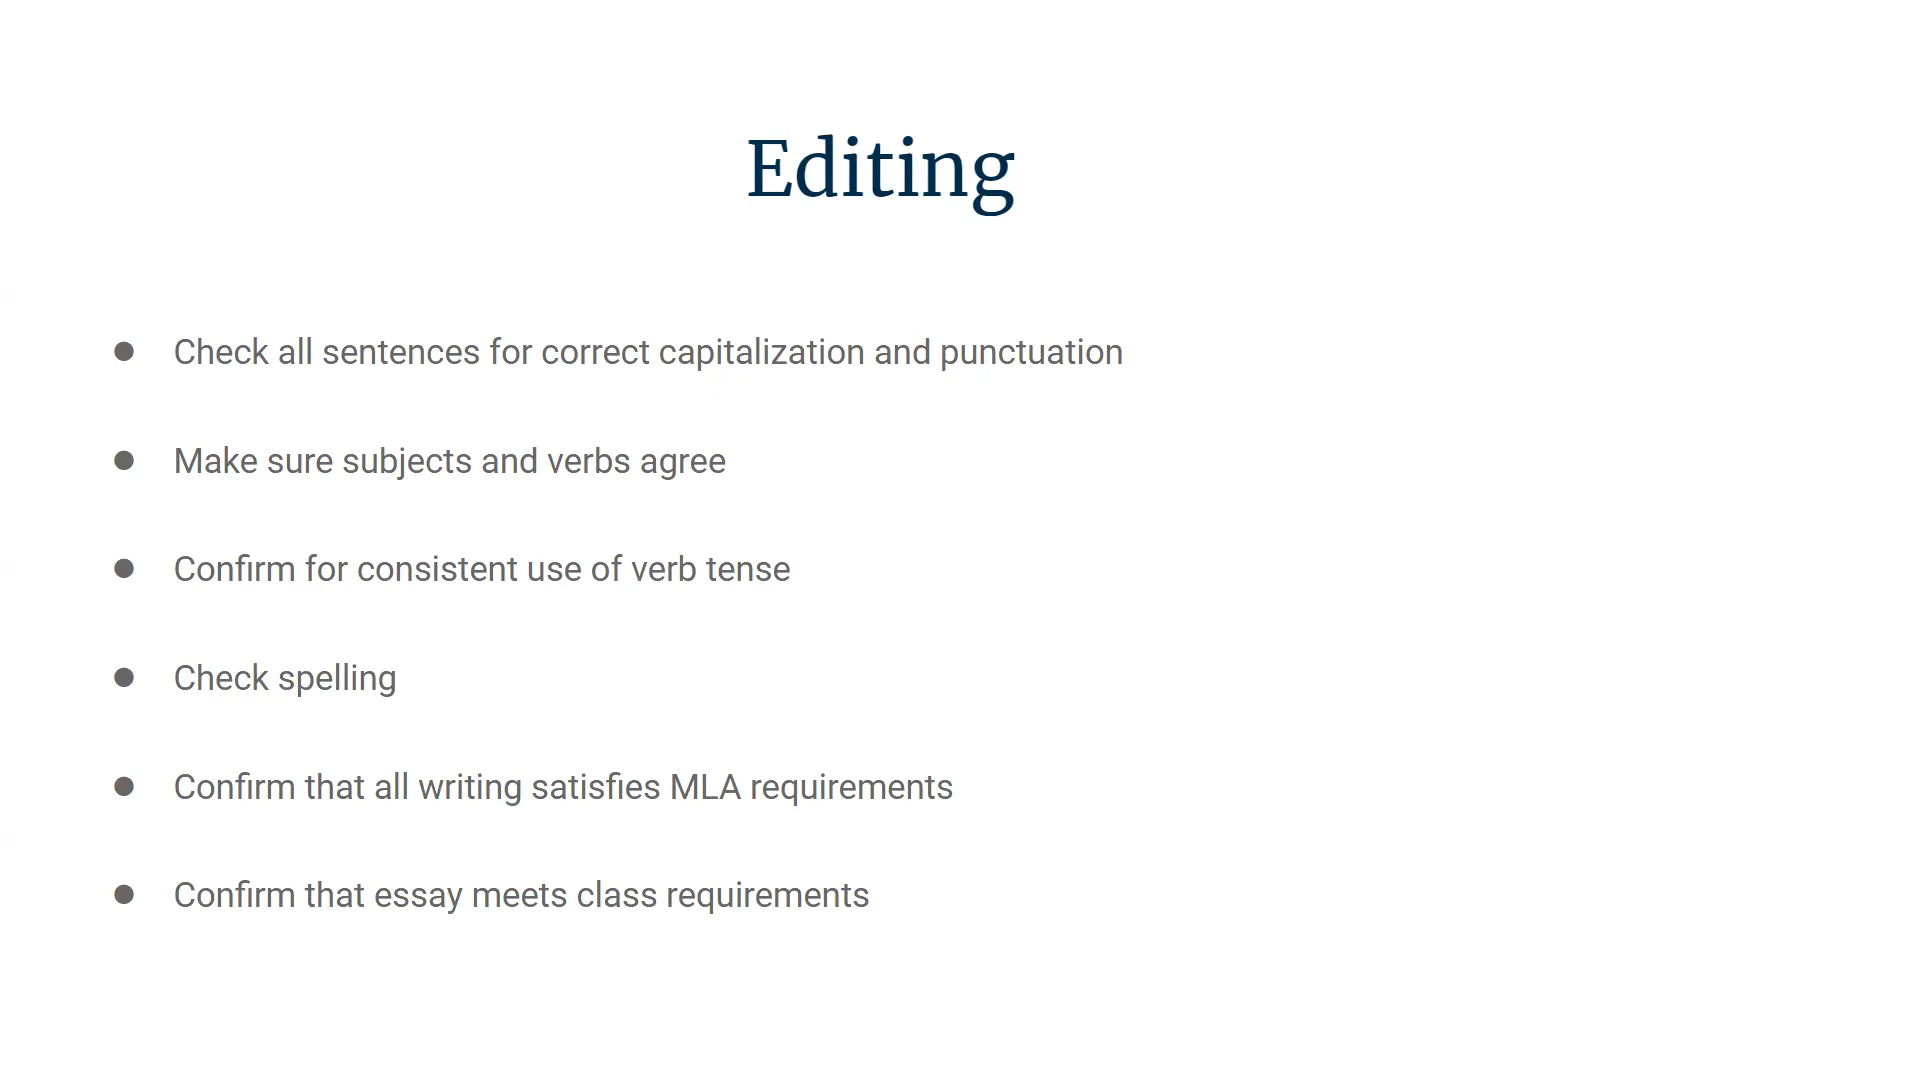 Editing
● Check all sentences for correct capitalization and punctuation
● Make sure subjects and verbs agree
● Confirm for consistent use of verb tense
● Check spelling
● Confirm that all writing satisfies MLA requirements
● Confirm that essay meets class requirements